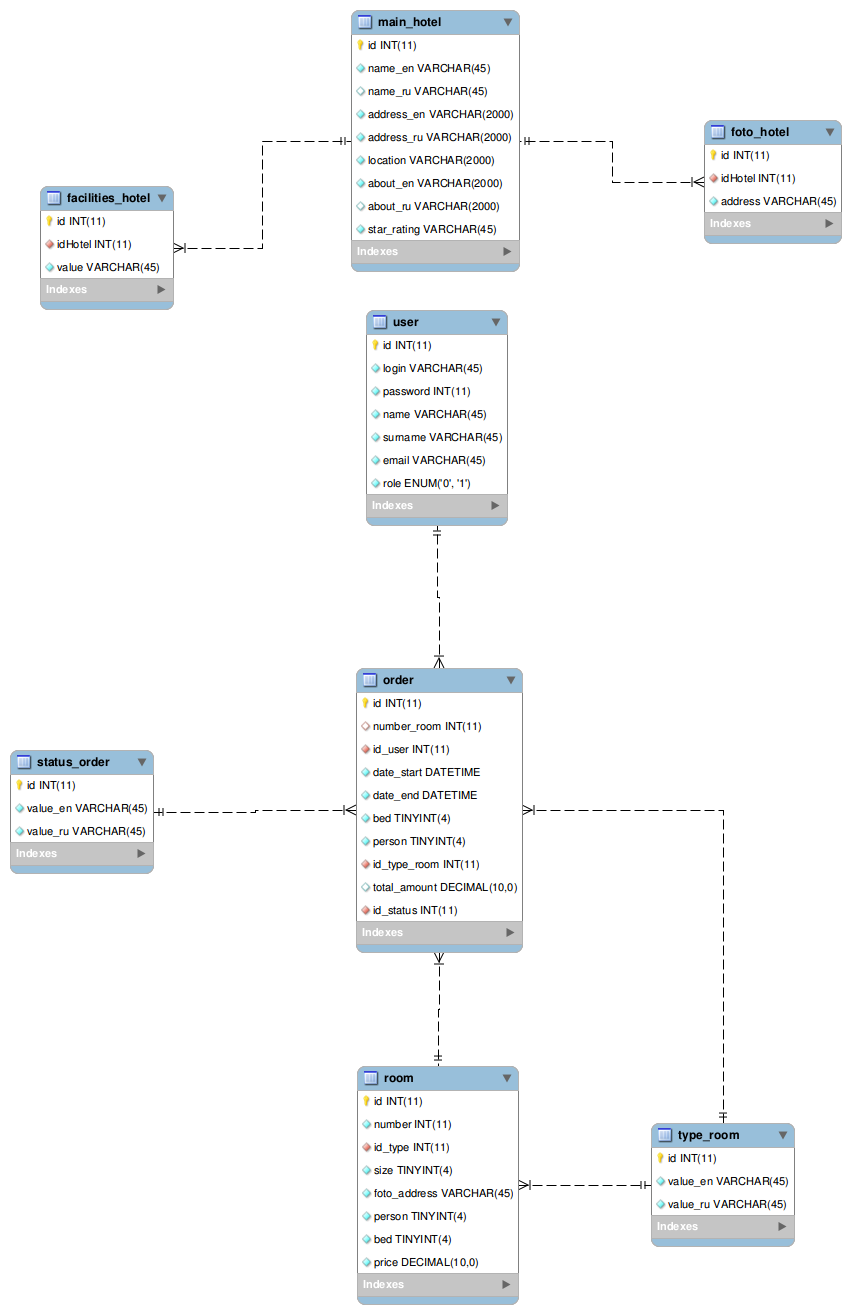 main_hotel
id INT(11)
name_en VARCHAR(45)
name_ru VARCHAR(45)
address_en VARCHAR(2000)
address_ru VARCHAR(2000)
location VARCHAR(2000)
about_en VARCHAR(2000)
about_ru VARCHAR(2000)
star_rating VARCHAR(45)
Indexes
foto_hotel
id INT(11)
idHotel INT(11)
address VARCHAR(45)
Indexes
facilities_hotel
id INT(11)
idHotel INT(11)
value VARCHAR(45)
Indexes
user
id INT(11)
login VARCHAR(45)
password INT(11)
name VARCHAR(45)
surname VARCHAR(45)
email VARCHAR(45)
role ENUM('0', '1')
Indexes
order
id INT(11)
number_room INT(11)
id_user INT(11)
date_start DATETIME
date_end DATETIME
bed TINYINT(4)
person TINYINT(4)
id_type_room INT(11)
total_amount DECIMAL(10,0)
id_status INT(11)
Indexes
status_order
id INT(11)
value_en VARCHAR(45)
value_ru VARCHAR(45)
Indexes
room
id INT(11)
number INT(11)
id_type INT(11)
size TINYINT(4)
foto_address VARCHAR(45)
person TINYINT(4)
bed TINYINT(4)
price DECIMAL(10,0)
Indexes
type_room
id INT(11)
value_en VARCHAR(45)
value_ru VARCHAR(45)
Indexes